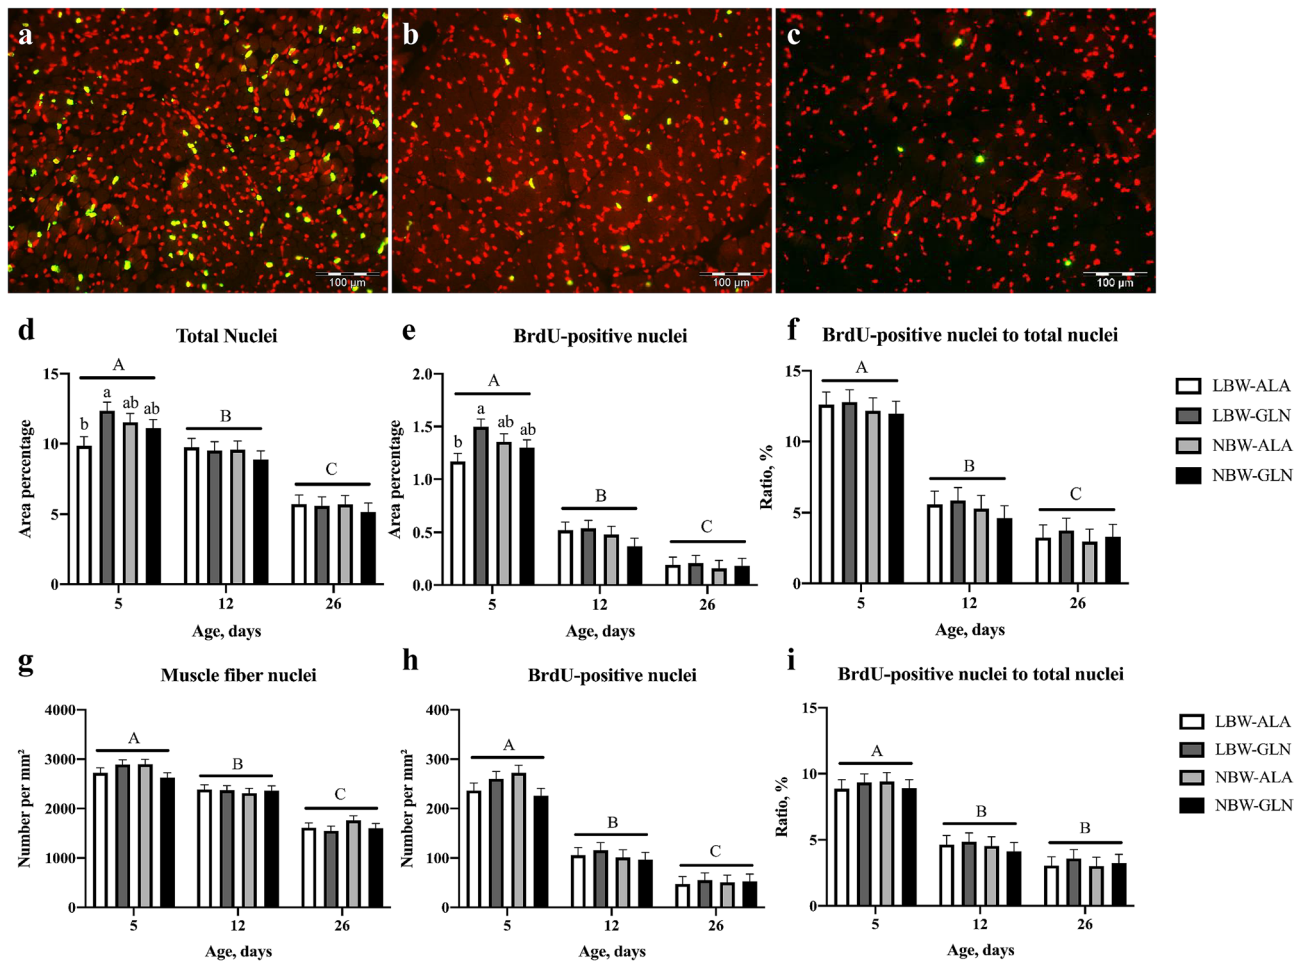 a
b
c
100 µm
100 µm
100 µm
d
Total Nuclei
Area percentage
15
10
5
0
A
b
a
ab
ab
B
C
5
12
26
Age, days
e
BrdU-positive nuclei
Area percentage
2.0
1.5
1.0
0.5
0.0
A
b
a
ab
ab
B
C
5
12
26
Age, days
f
BrdU-positive nuclei to total nuclei
Ratio, %
15
10
5
0
A
B
C
5
12
26
Age, days
LBW-ALA
LBW-GLN
NBW-ALA
NBW-GLN
g
Muscle fiber nuclei
Number per mm²
4000
3000
2000
1000
0
A
B
C
5
12
26
Age, days
h
BrdU-positive nuclei
Number per mm²
400
300
200
100
0
A
B
C
5
12
26
Age, days
i
BrdU-positive nuclei to total nuclei
Ratio, %
15
10
5
0
A
B
B
5
12
26
Age, days
LBW-ALA
LBW-GLN
NBW-ALA
NBW-GLN